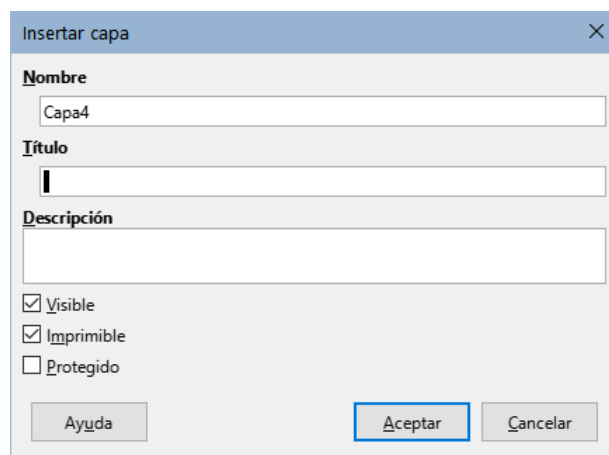 Insertar capa
Nombre
Capa4
Título
Descripción
Visible
Imprimible
Protegido
Ayuda Aceptar Cancelar